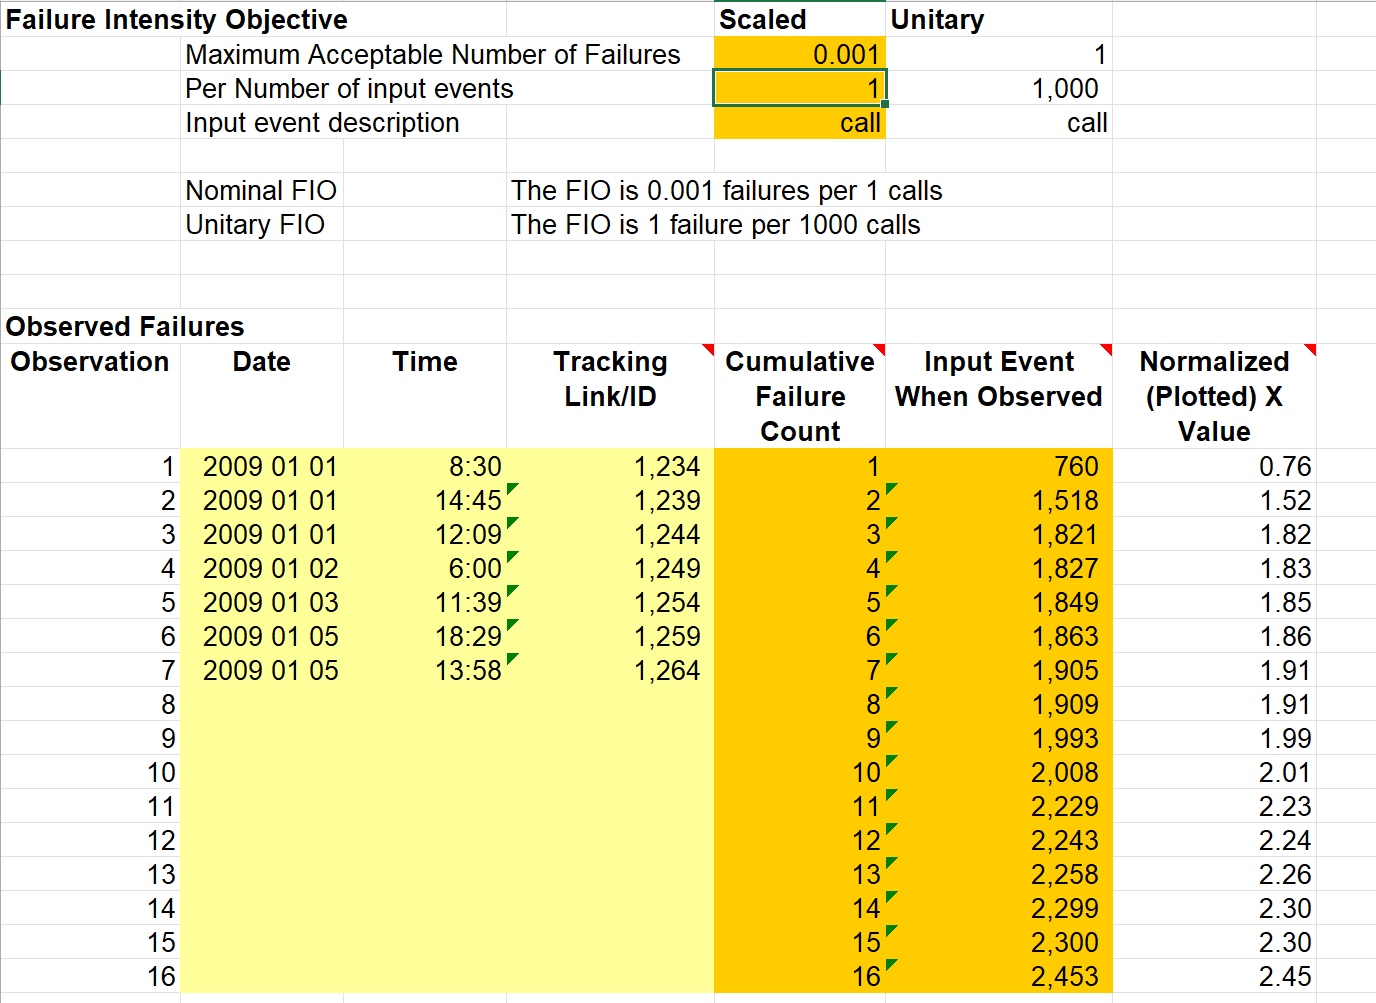 Failure Intensity Objective Scaled Unitary
Maximum Acceptable Number of Failures 0.001 1
Per Number of input events 1 1,000
Input event description call call
Nominal FIO The FIO is 0.001 failures per 1 calls
Unitary FIO The FIO is 1 failure per 1000 calls
Observed Failures
Observation Date Time Tracking Cumulative Input Event Normalized
Link/ID Failure When Observed (Plotted) X
Count Value
1 2009 01 01 8:30 1,234 1 760 0.76
2 2009 01 01 14:45 1,239 2 1,518 1.52
3 2009 01 01 12:09 1,244 3 1,821 1.82
4 2009 01 02 6:00 1,249 4 1,827 1.83
5 2009 01 03 11:39 1,254 5 1,849 1.85
6 2009 01 05 18:29 1,259 6 1,863 1.86
7 2009 01 05 13:58 1,264 7 1,905 1.91
8 8 1,909 1.91
9 9 1,993 1.99
10 10 2,008 2.01
11 11 2,229 2.23
12 12 2,243 2.24
13 13 2,258 2.26
14 14 2,299 2.30
15 15 2,300 2.30
16 16 2,453 2.45